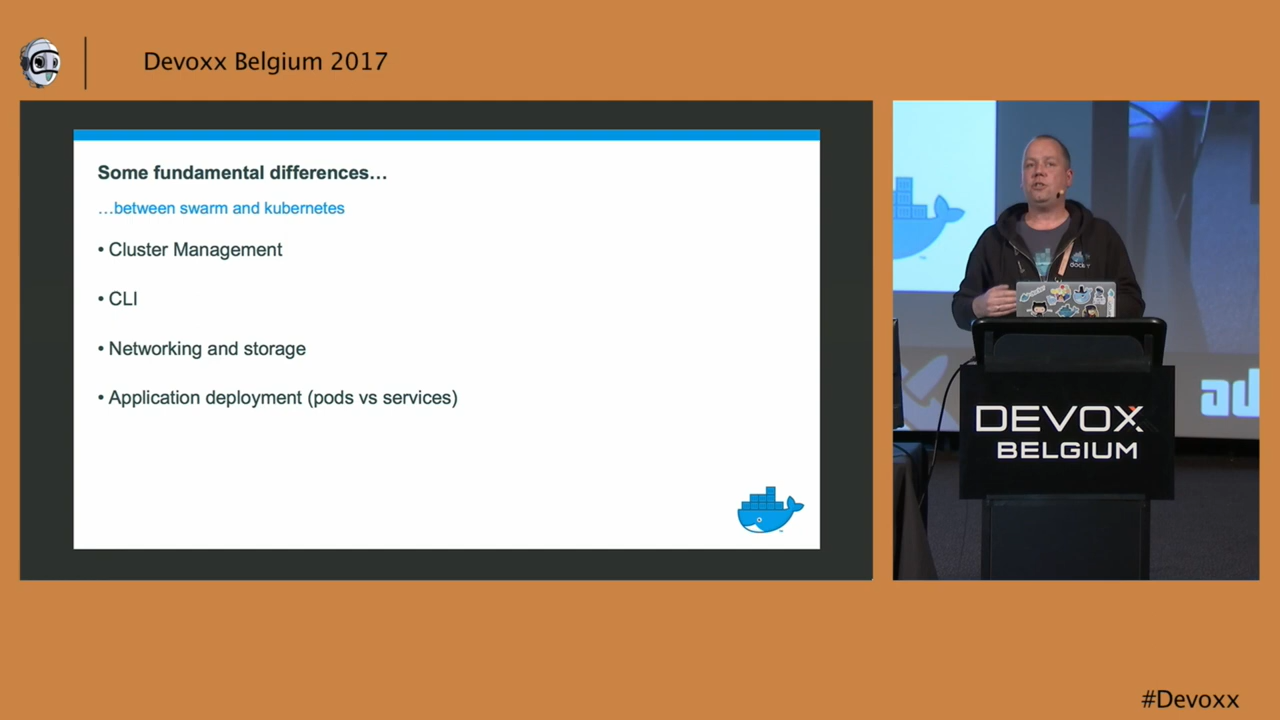 Devoxx Belgium 2017
Some fundamental differences…
…between swarm and kubernetes
• Cluster Management
• CLI
• Networking and storage
• Application deployment (pods vs services)
ad
DEVOXX
BELGIUM
#Devoxx